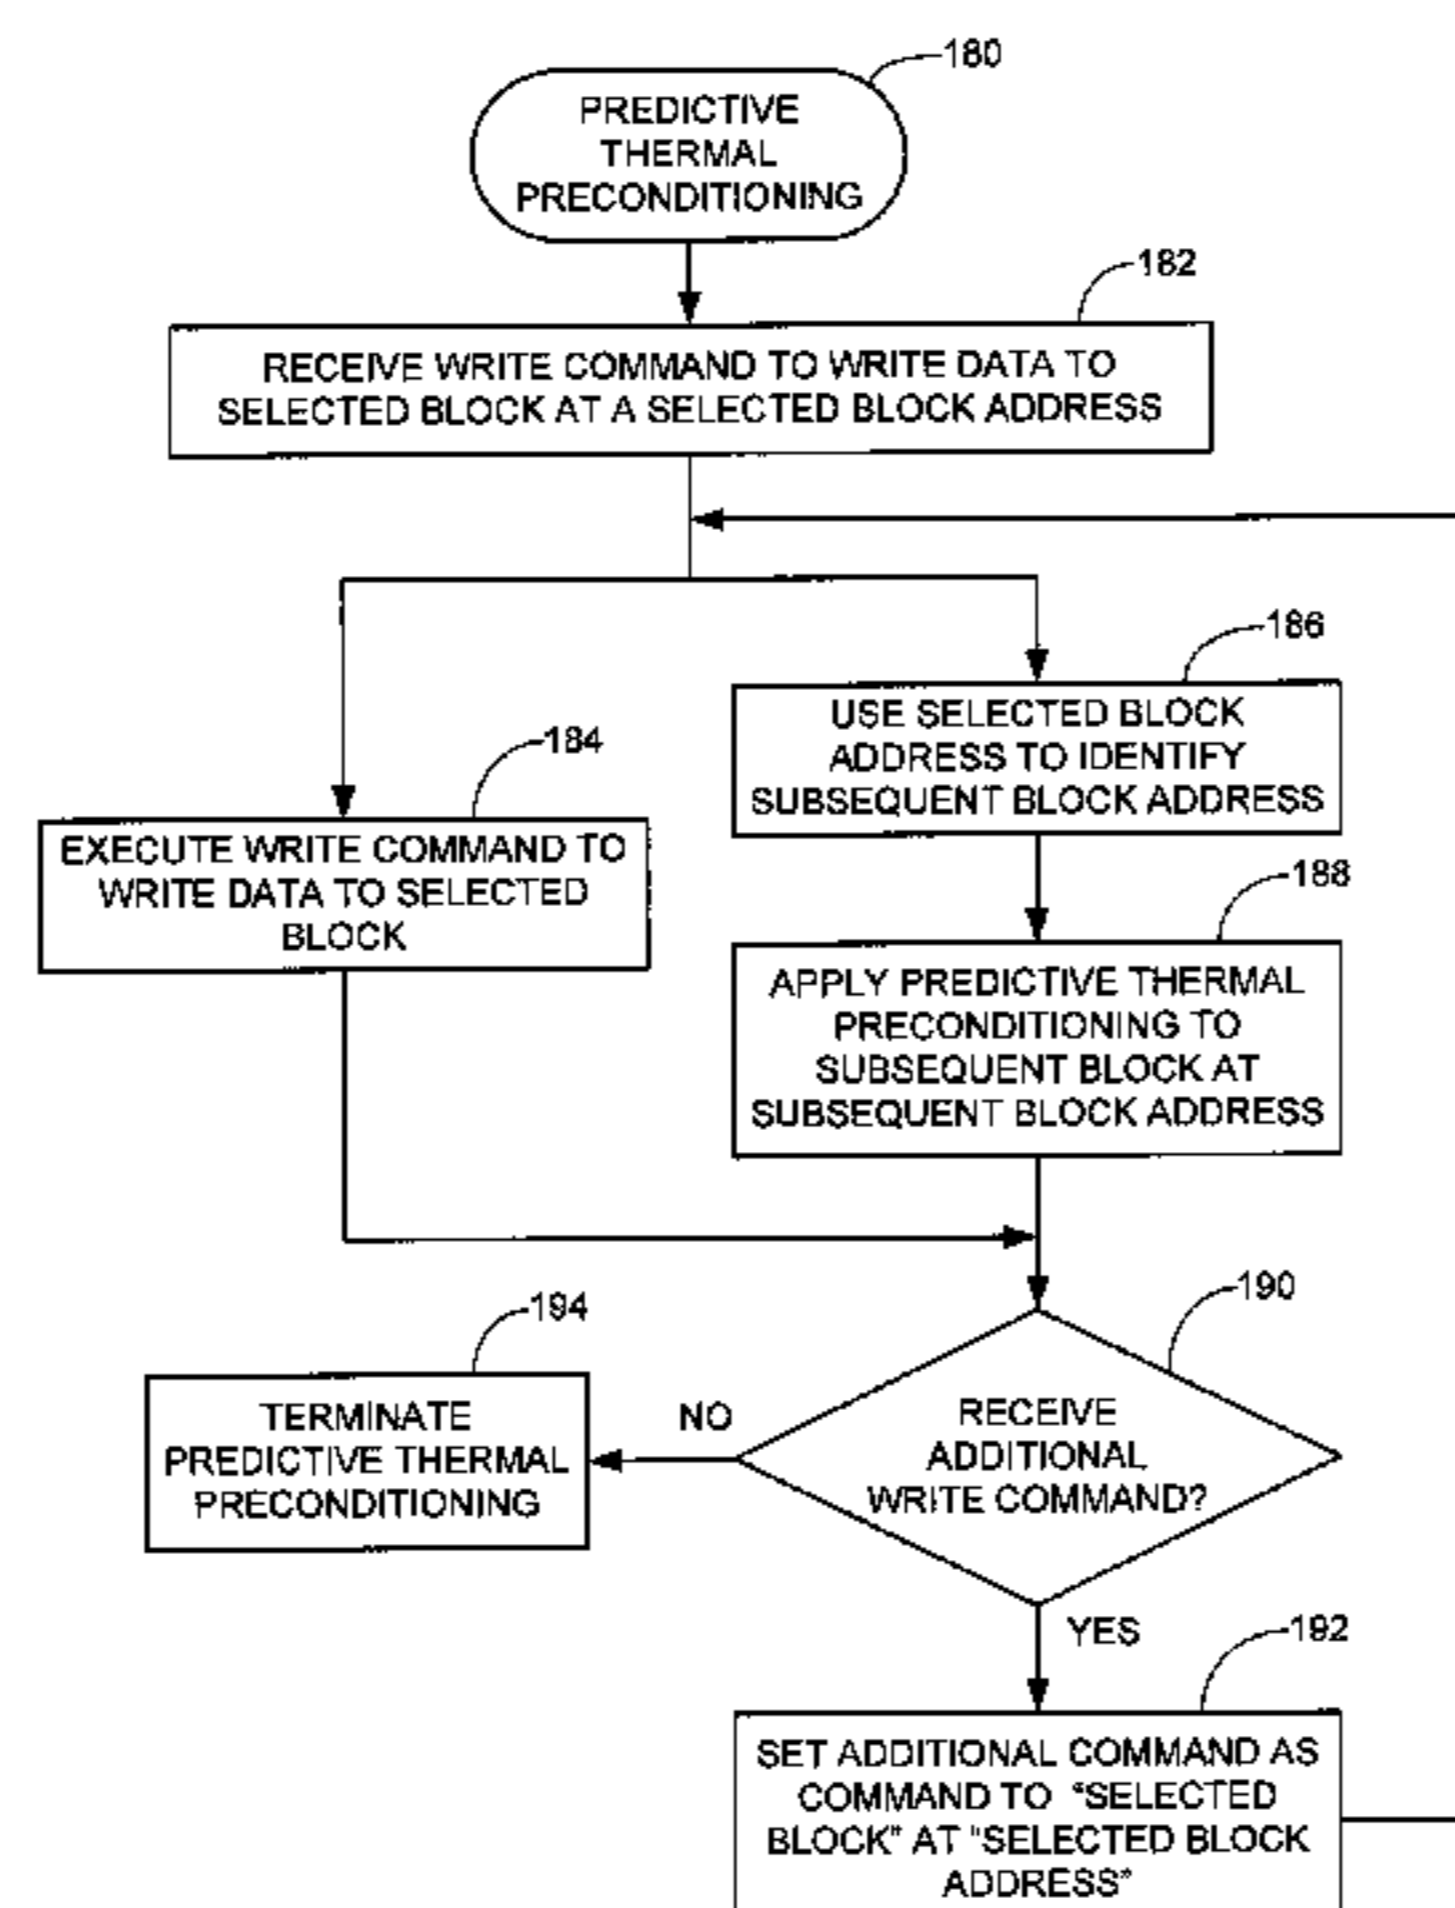 180
PREDICTIVE
THERMAL
PRECONDITIONING
182
RECEIVE WRITE COMMAND TO WRITE DATA TO
SELECTED BLOCK AT A SELECTED BLOCK ADDRESS
186
USE SELECTED BLOCK
ADDRESS TO IDENTIFY
SUBSEQUENT BLOCK ADDRESS
184
EXECUTE WRITE COMMAND TO
WRITE DATA TO SELECTED
BLOCK
188
APPLY PREDICTIVE THERMAL
PRECONDITIONING TO
SUBSEQUENT BLOCK AT
SUBSEQUENT BLOCK ADDRESS
190
RECEIVE
ADDITIONAL
WRITE COMMAND?
NO
194
TERMINATE
PREDICTIVE THERMAL
PRECONDITIONING
YES
192
SET ADDITIONAL COMMAND AS
COMMAND TO "SELECTED
BLOCK" AT "SELECTED BLOCK
ADDRESS"